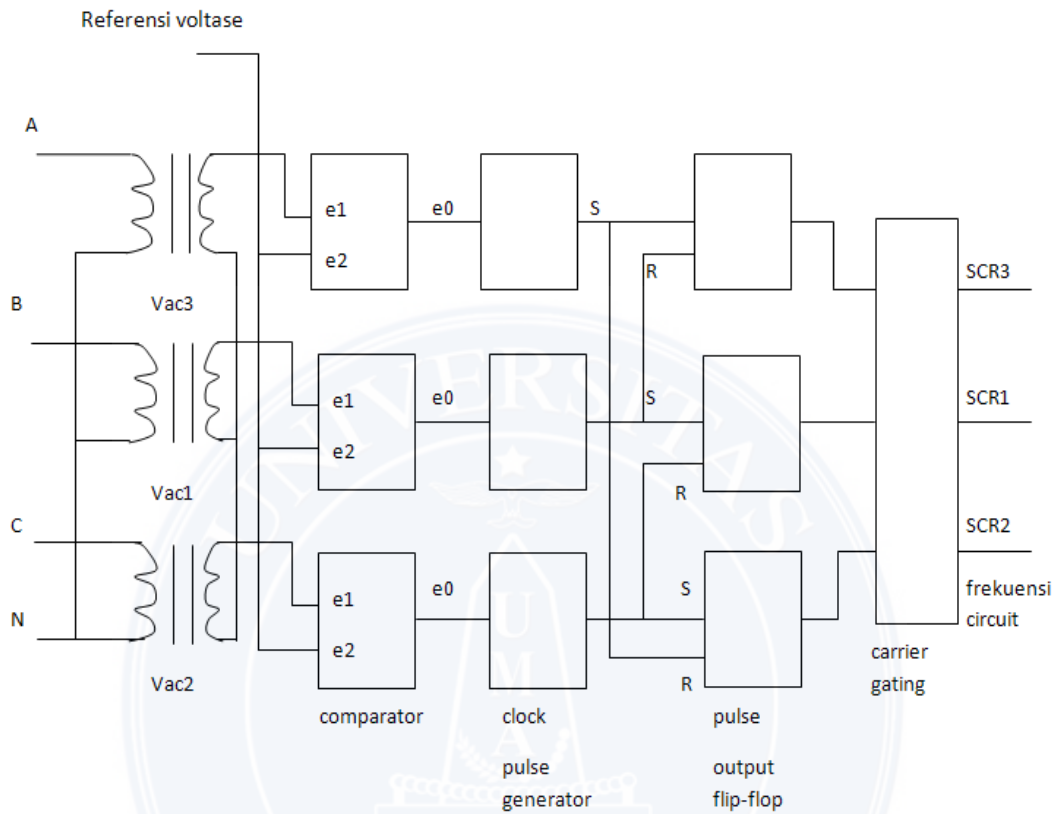 Referensi voltase
A
e1
e0
S
e2
R
SCR3
B
Vac3
e1
e0
S
SCR1
e2
R
Vac1
C
SCR2
e1
e0
S
frekuensi
circuit
N
e2
carrier
gating
Vac2
R
comparator
clock
pulse
pulse
output
generator
flip-flop
UNIVERSITAS
U
M
A